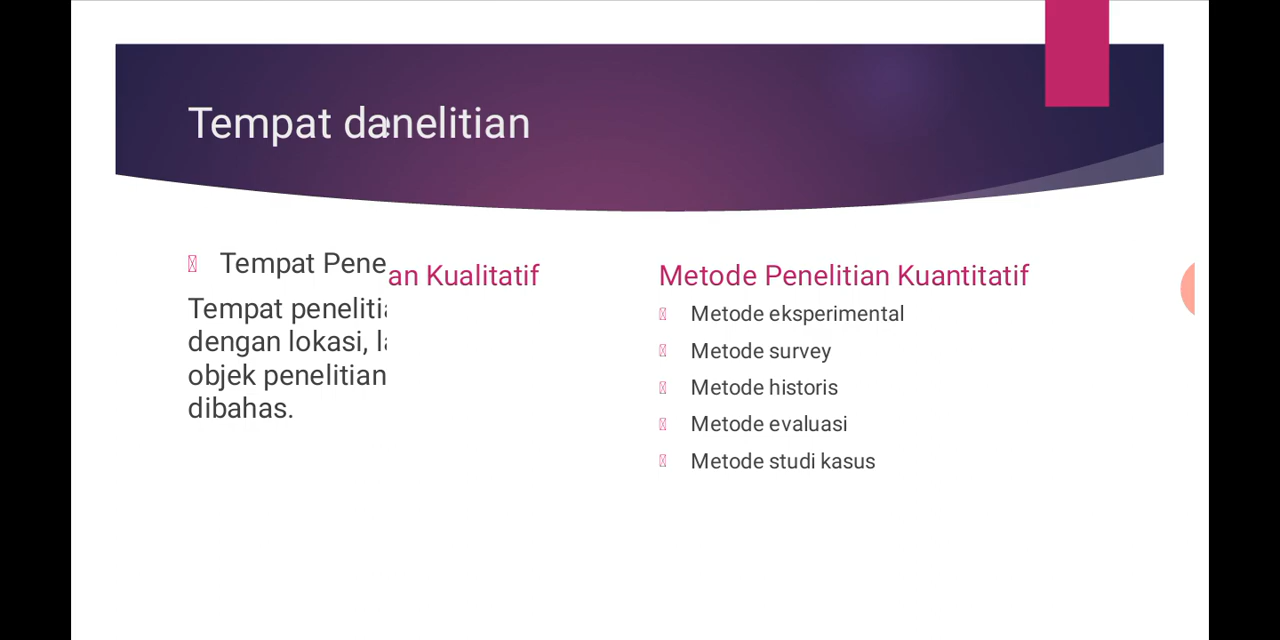 Tempat danelitian
Tempat Pene
Tempat peneliti
dengan lokasi, l
objek penelitian
dibahas.
an Kualitatif
Metode Penelitian Kuantitatif
Metode eksperimental
Metode survey
Metode historis
Metode evaluasi
Metode studi kasus